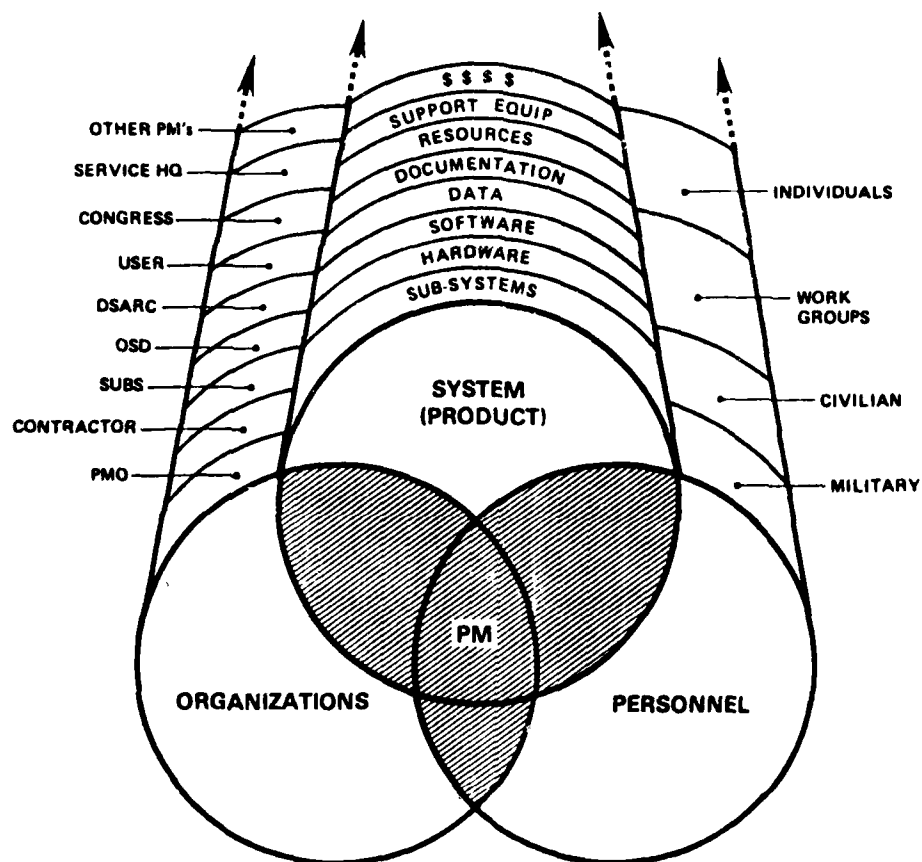 $ $ $ $
SUPPORT EQUIP
RESOURCES
DOCUMENTATION
DATA
SOFTWARE
HARDWARE
SUB-SYSTEMS
OTHER PM's
SERVICE HQ
CONGRESS
USER
DSARC
OSD
SUBS
CONTRACTOR
PMO
INDIVIDUALS
WORK
GROUPS
CIVILIAN
MILITARY
SYSTEM
(PRODUCT)
PM
ORGANIZATIONS
PERSONNEL